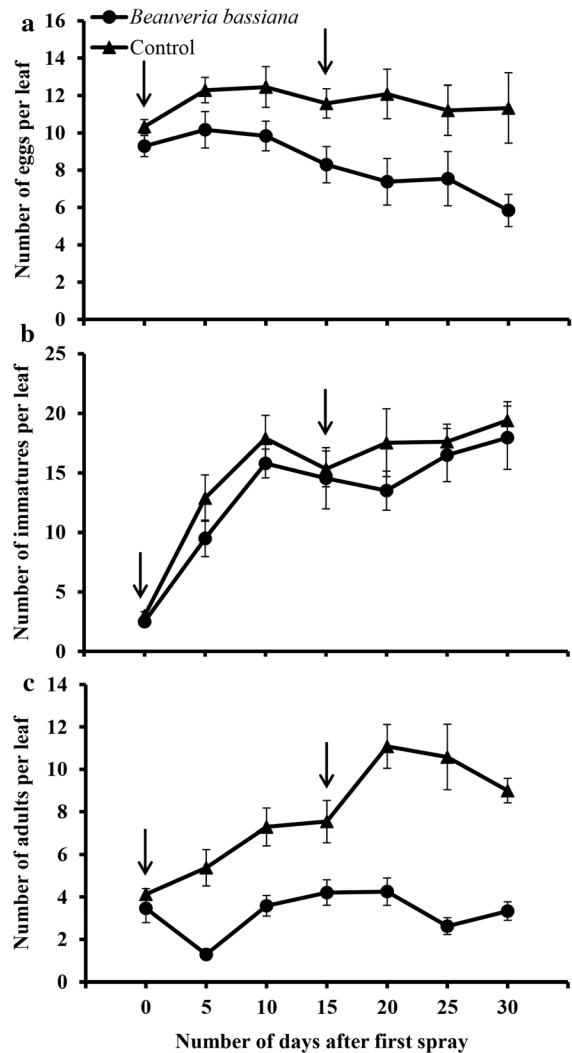 a
Beauveria bassiana
Control
Number of eggs per leaf
16
14
12
10
8
6
4
2
0
b
Number of immatures per leaf
25
20
15
10
5
0
c
Number of adults per leaf
14
12
10
8
6
4
2
0
0 5 10 15 20 25 30
Number of days after first spray